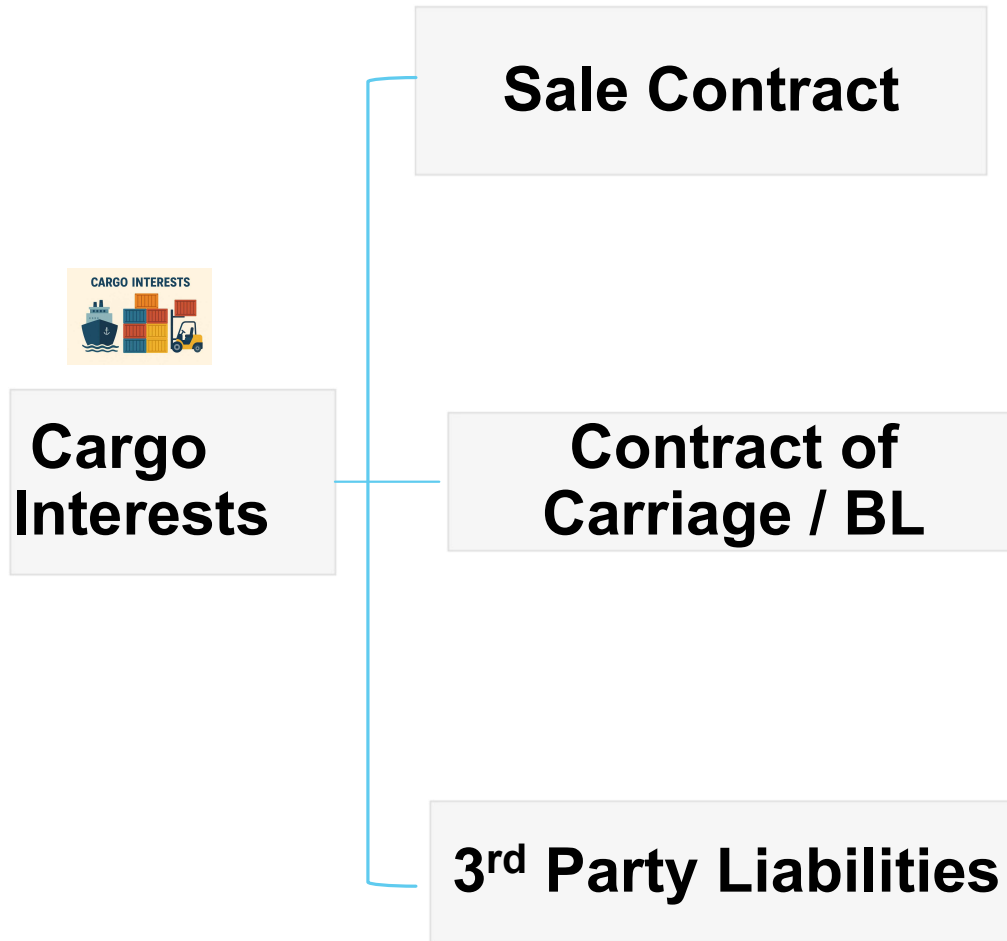 Sale Contract
CARGO INTERESTS
Cargo
Interests
Contract of
Carriage / BL
3rd Party Liabilities